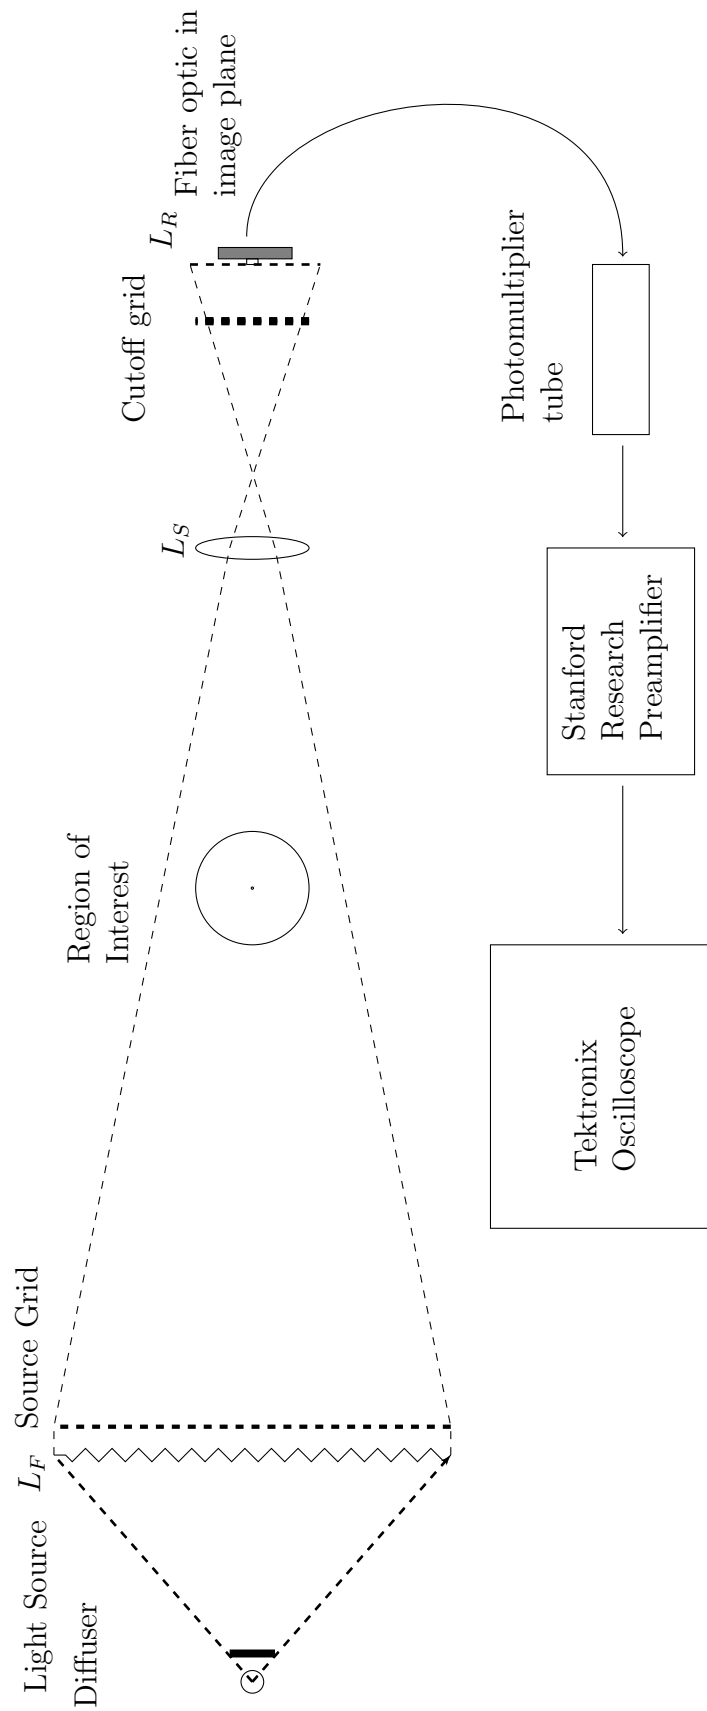 Light Source
Diffuser
L_F
Source Grid
Region of
Interest
L_S
Cutoff grid
L_R
Fiber optic in
image plane
Photomultiplier
tube
Stanford
Research
Preamplifier
Tektronix
Oscilloscope